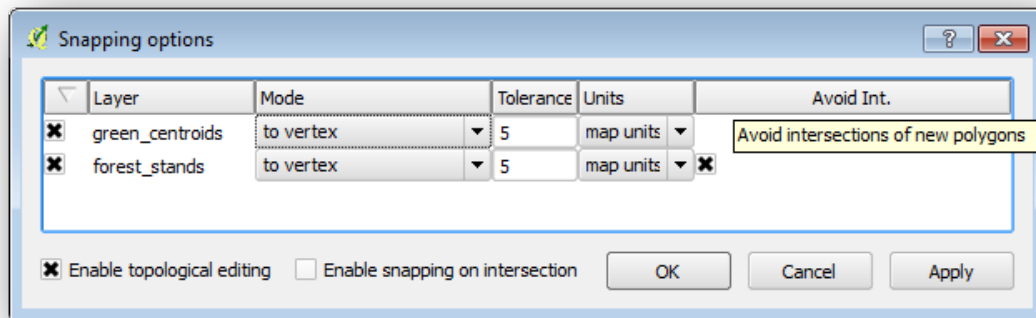 Snapping options
Layer Mode Tolerance Units Avoid Int.
green_centroids to vertex 5 map units
Avoid intersections of new polygons
forest_stands to vertex 5 map units
Enable topological editing Enable snapping on intersection OK Cancel Apply